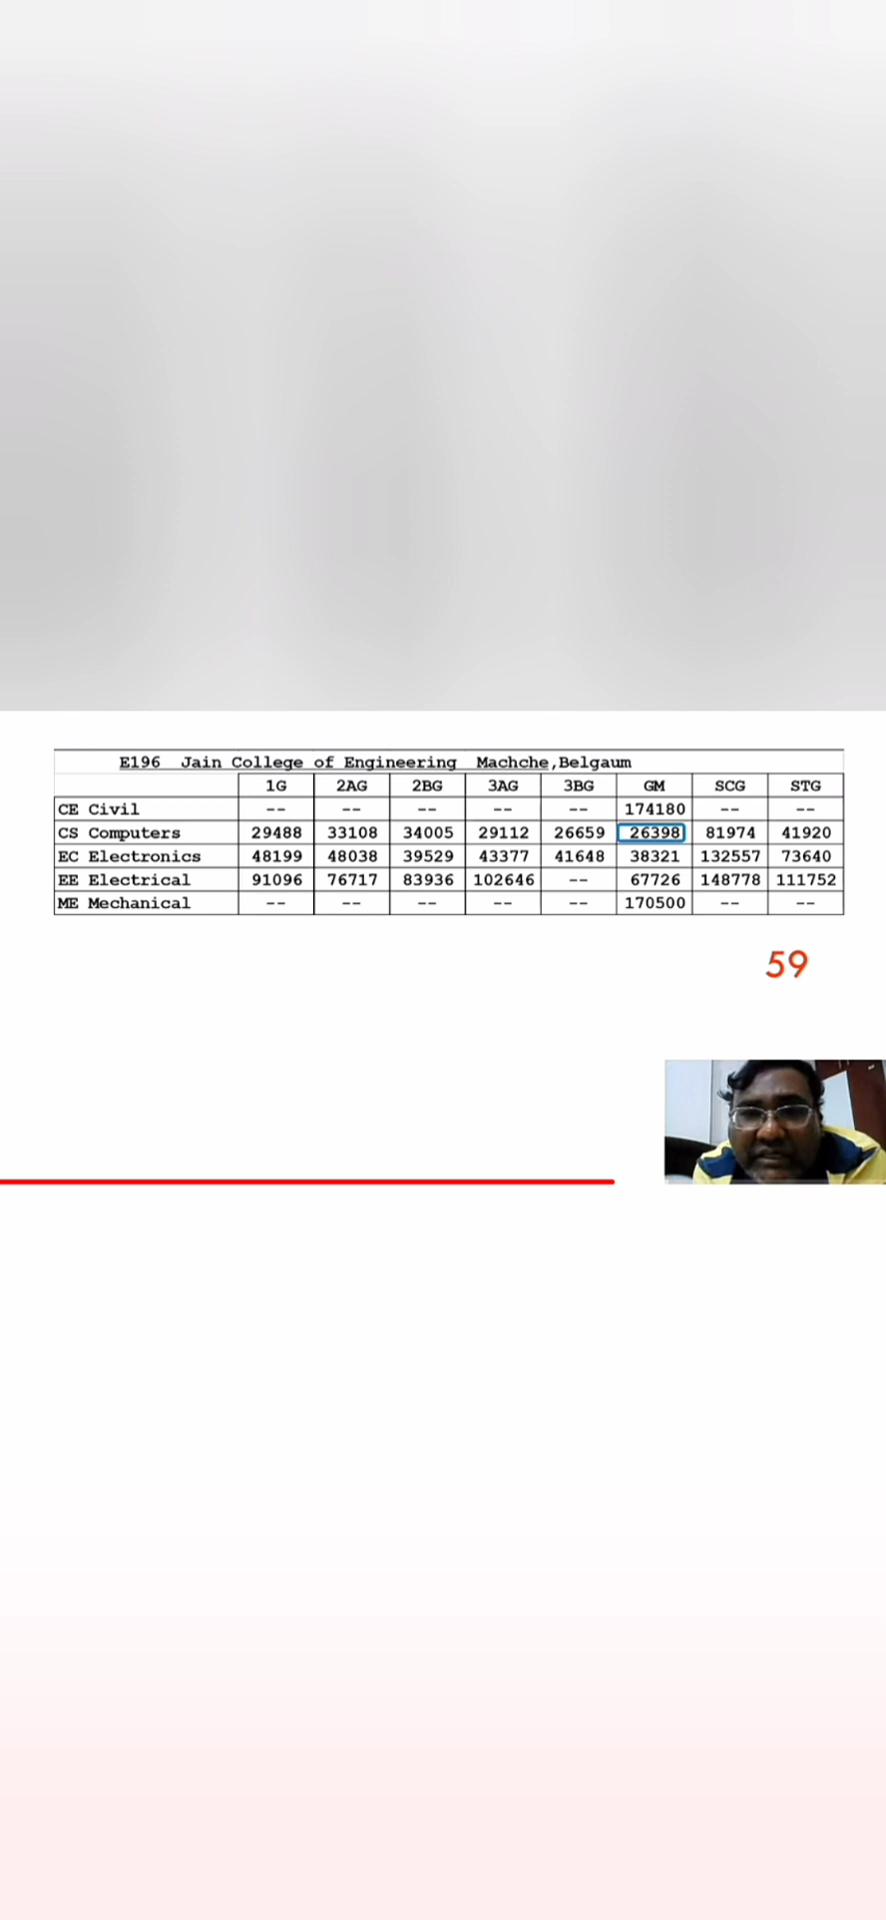 E196 Jain College of Engineering Machche,Belgaum
1G 2AG 2BG 3AG 3BG GM SCG STG
CE Civil -- -- -- -- -- 174180 -- --
CS Computers 29488 33108 34005 29112 26659 26398 81974 41920
EC Electronics 48199 48038 39529 43377 41648 38321 132557 73640
EE Electrical 91096 76717 83936 102646 -- 67726 148778 111752
ME Mechanical -- -- -- -- -- 170500 -- --
59